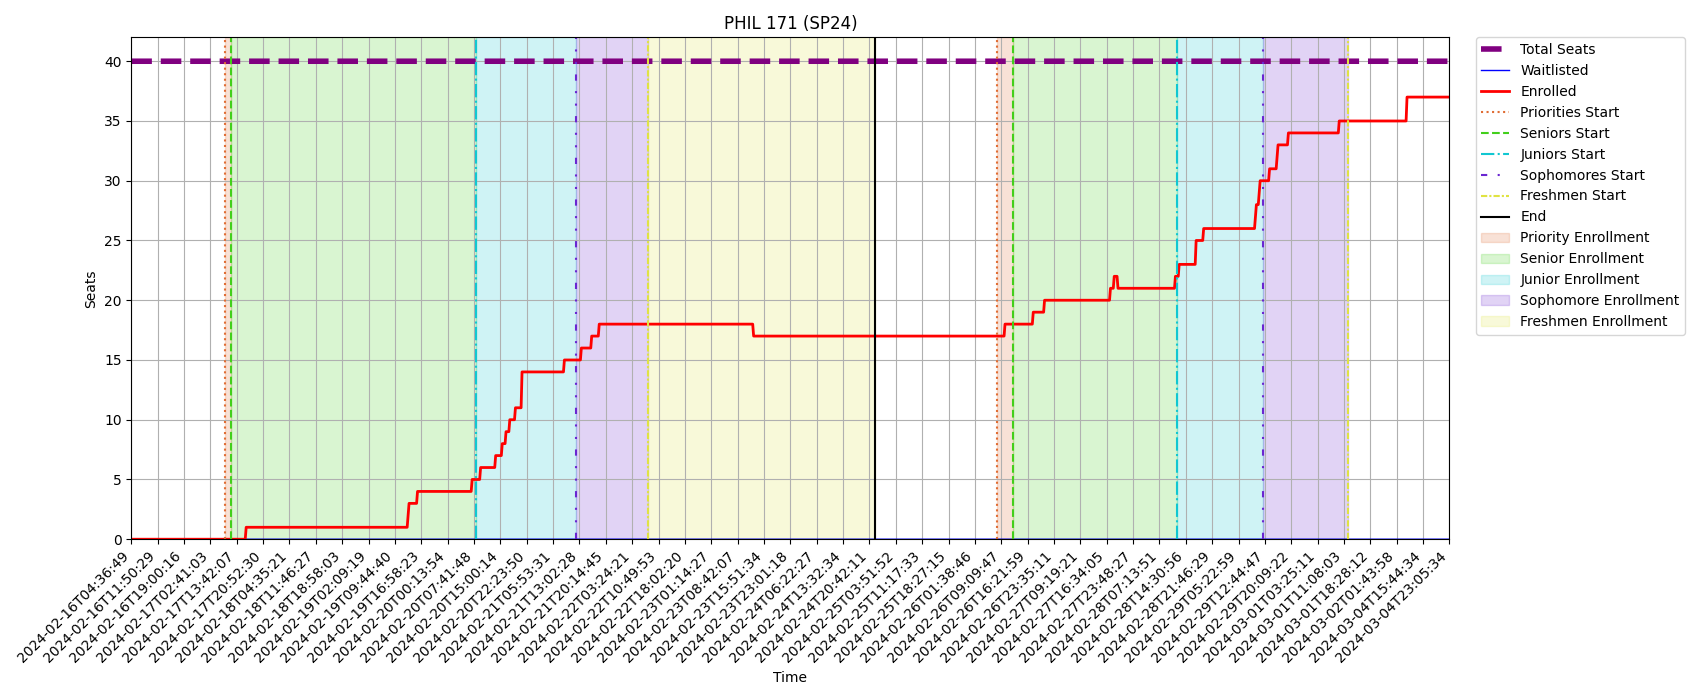 PHIL 171 (SP24)
Seats
40
35
30
25
20
15
10
5
0
2024-02-16T04:36:49
2024-02-16T11:50:29
2024-02-16T19:00:16
2024-02-17T02:41:03
2024-02-17T13:42:07
2024-02-17T20:52:30
2024-02-18T04:35:21
2024-02-18T11:46:27
2024-02-18T18:58:03
2024-02-19T02:09:19
2024-02-19T09:44:40
2024-02-19T16:58:23
2024-02-20T00:13:54
2024-02-20T07:41:48
2024-02-20T15:00:14
2024-02-20T22:23:50
2024-02-21T05:53:31
2024-02-21T13:02:28
2024-02-21T20:14:45
2024-02-22T03:24:21
2024-02-22T10:49:53
2024-02-22T18:02:20
2024-02-23T01:14:27
2024-02-23T08:42:07
2024-02-23T15:51:34
2024-02-23T23:01:18
2024-02-24T06:22:27
2024-02-24T13:32:34
2024-02-24T20:42:11
2024-02-25T03:51:52
2024-02-25T11:17:33
2024-02-25T18:27:15
2024-02-26T01:38:46
2024-02-26T09:09:47
2024-02-26T16:21:59
2024-02-26T23:35:11
2024-02-27T09:19:21
2024-02-27T16:34:05
2024-02-27T23:48:27
2024-02-28T07:13:51
2024-02-28T14:30:56
2024-02-28T21:46:29
2024-02-29T05:22:59
2024-02-29T12:44:47
2024-02-29T20:09:22
2024-03-01T03:25:11
2024-03-01T11:08:03
2024-03-01T18:28:12
2024-03-02T01:43:58
2024-03-04T15:44:34
2024-03-04T23:05:34
Time
Total Seats
Waitlisted
Enrolled
Priorities Start
Seniors Start
Juniors Start
Sophomores Start
Freshmen Start
End
Priority Enrollment
Senior Enrollment
Junior Enrollment
Sophomore Enrollment
Freshmen Enrollment